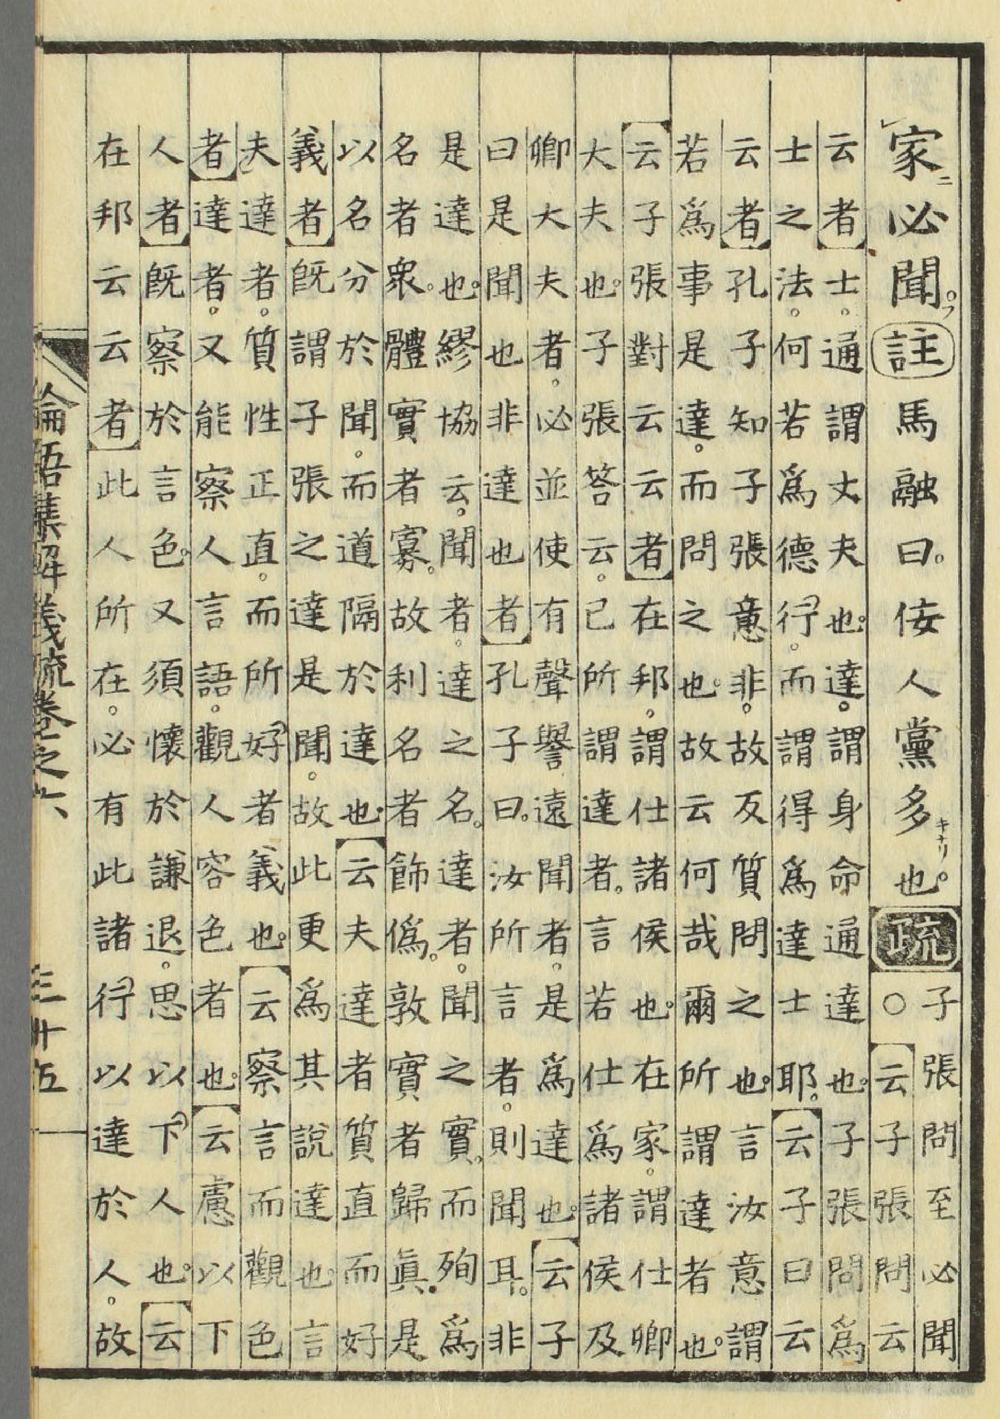 家必聞。註馬融曰。佞人黨多也。疏
子張問至必聞
○云子張問云
云者士。通謂丈夫也。達。謂身命通達也。子張問爲
士之法。何若爲德行。而謂得爲達士耶。云子曰云
云者孔子知子張意非。故反質問之也。言汝意謂
若爲事是達。而問之也。故云何哉爾所謂達者也。
云子張對云云者在邦。謂仕諸侯也。在家。謂仕卿
大夫也。子張答云。已所謂達者。言若仕爲諸侯及
卿大夫者。必並使有聲譽遠聞者。是爲達也。云子
曰是聞也非達也者孔子曰。汝所言者。則聞耳。非
是達也。繆協云。聞者。達之名。達者。聞之實。而殉爲
名者衆。體實者寡。故利名者飾僞。敦實者歸眞。是
以名分於聞。而道隔於達也。云夫達者質直而好
義者旣謂子張之達是聞。故此更爲其說達也言
夫達者。質性正直。而所好者義也。云察言而觀色
者達者。又能察人言語。觀人容色者也。云慮以下
人者旣察於言色。又須懷於謙退。思以下人也。云
在邦云云者此人所在。必有此諸行以達於人。故
論語集解義疏卷之六
三十五